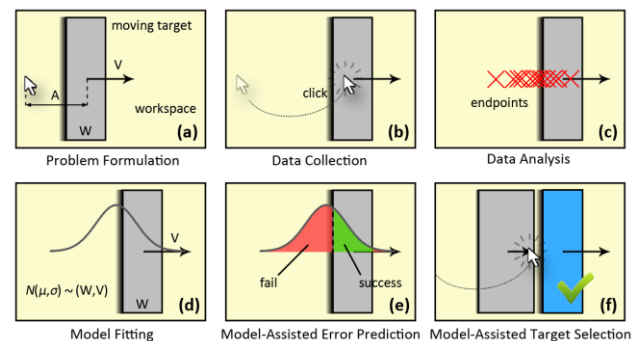 moving target
V
A
workspace
W
(a)
Problem Formulation
click
(b)
Data Collection
endpoints
(c)
Data Analysis
V
N(μ,σ) ~ (W,V)
W
(d)
Model Fitting
fail
success
(e)
Model-Assisted Error Prediction
(f)
Model-Assisted Target Selection